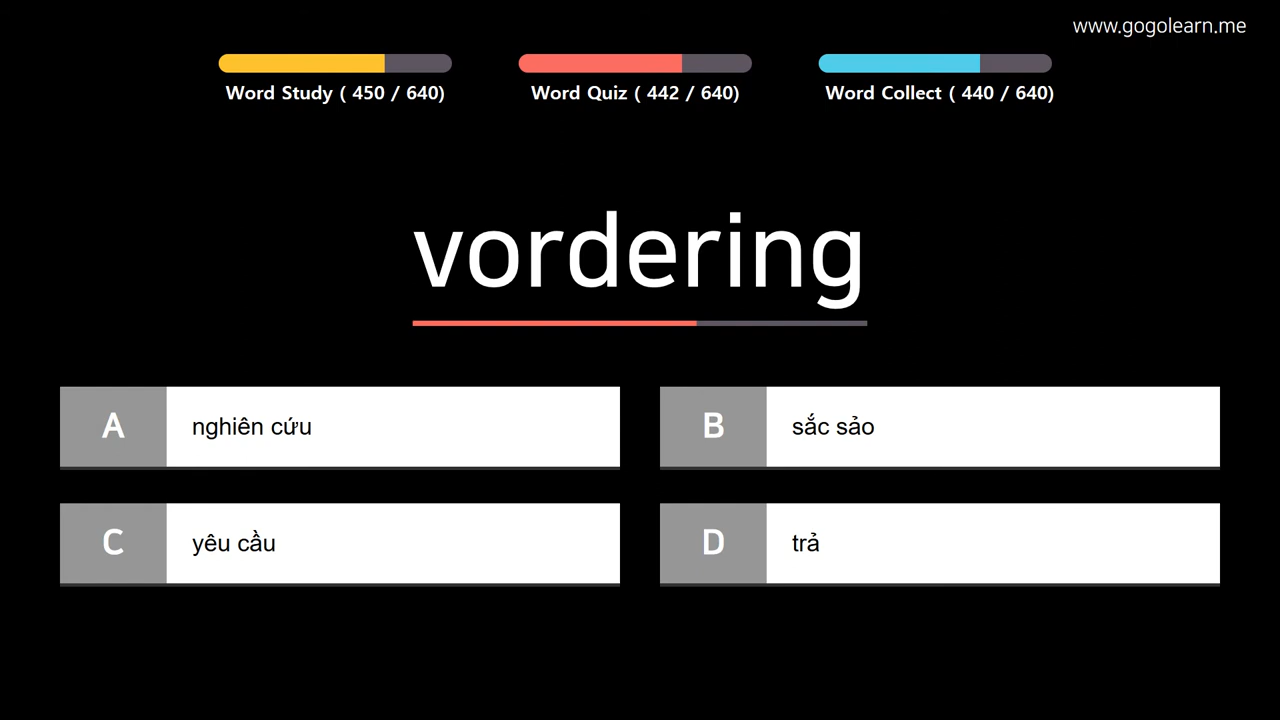 www.gogolearn.me
Word Study ( 450 / 640)
Word Quiz ( 442 / 640)
Word Collect ( 440 / 640)
vordering
A nghiên cứu
B sắc sảo
C yêu cầu
D trả